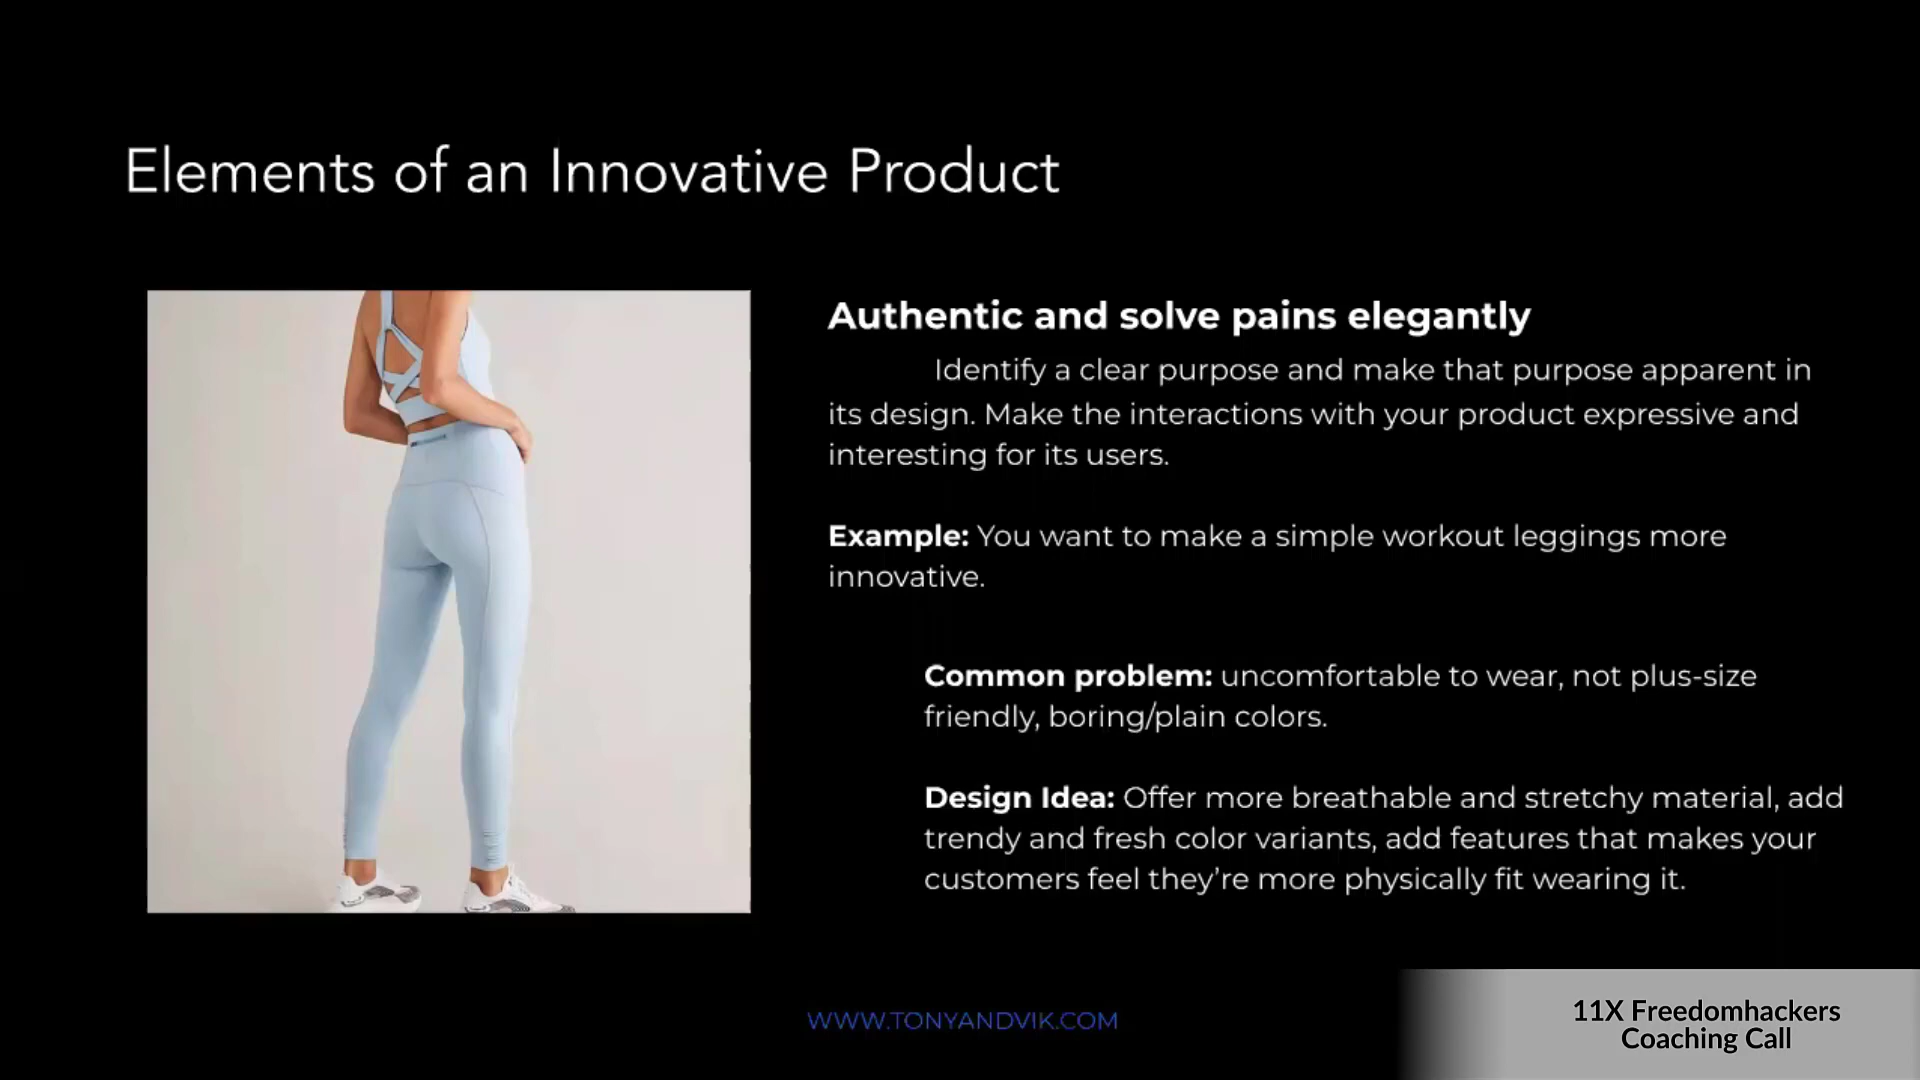 Elements of an Innovative Product
Authentic and solve pains elegantly
Identify a clear purpose and make that purpose apparent in
its design. Make the interactions with your product expressive and
interesting for its users.
Example: You want to make a simple workout leggings more
innovative.
Common problem: uncomfortable to wear, not plus-size
friendly, boring/plain colors.
Design Idea: Offer more breathable and stretchy material, add
trendy and fresh color variants, add features that makes your
customers feel they’re more physically fit wearing it.
WWW.TONYANDVIK.COM
11X Freedomhackers
Coaching Call